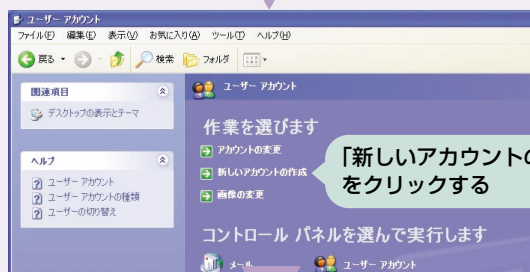 ユーザー アカウント
ファイル(F) 編集(E) 表示(V) お気に入り(A) ツール(T) ヘルプ(H)
戻る 検索 フォルダ
関連項目
デスクトップの表示とテーマ
ヘルプ
ユーザー アカウント
ユーザー アカウントの種類
ユーザーの切り替え
ユーザー アカウント
作業を選びます
アカウントの変更
新しいアカウントの作成
画像の変更
「新しいアカウントの
をクリックする
コントロール パネルを選んで実行します
メール
ユーザー アカウント